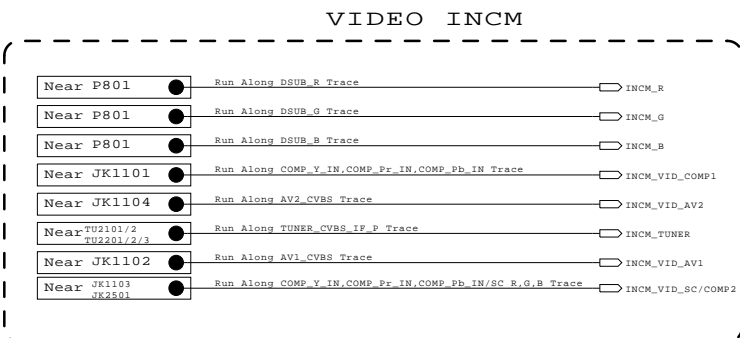 VIDEO INCM
Near P801 Run Along DSUB_R Trace INCM_R
Near P801 Run Along DSUB_G Trace INCM_G
Near P801 Run Along DSUB_B Trace INCM_B
Near JK1101 Run Along COMP_Y_IN,COMP_Pr_IN,COMP_Pb_IN Trace INCM_VID_COMP1
Near JK1104 Run Along AV2_CVBS Trace INCM_VID_AV2
Near TU2101/2 Run Along TUNER_CVBS_IF_P Trace INCM_TUNER
TU2201/2/3
Near JK1102 Run Along AV1_CVBS Trace INCM_VID_AV1
Near JK1103 Run Along COMP_Y_IN,COMP_Pr_IN,COMP_Pb_IN/SC R,G,B Trace INCM_VID_SC/COMP2
JK2501